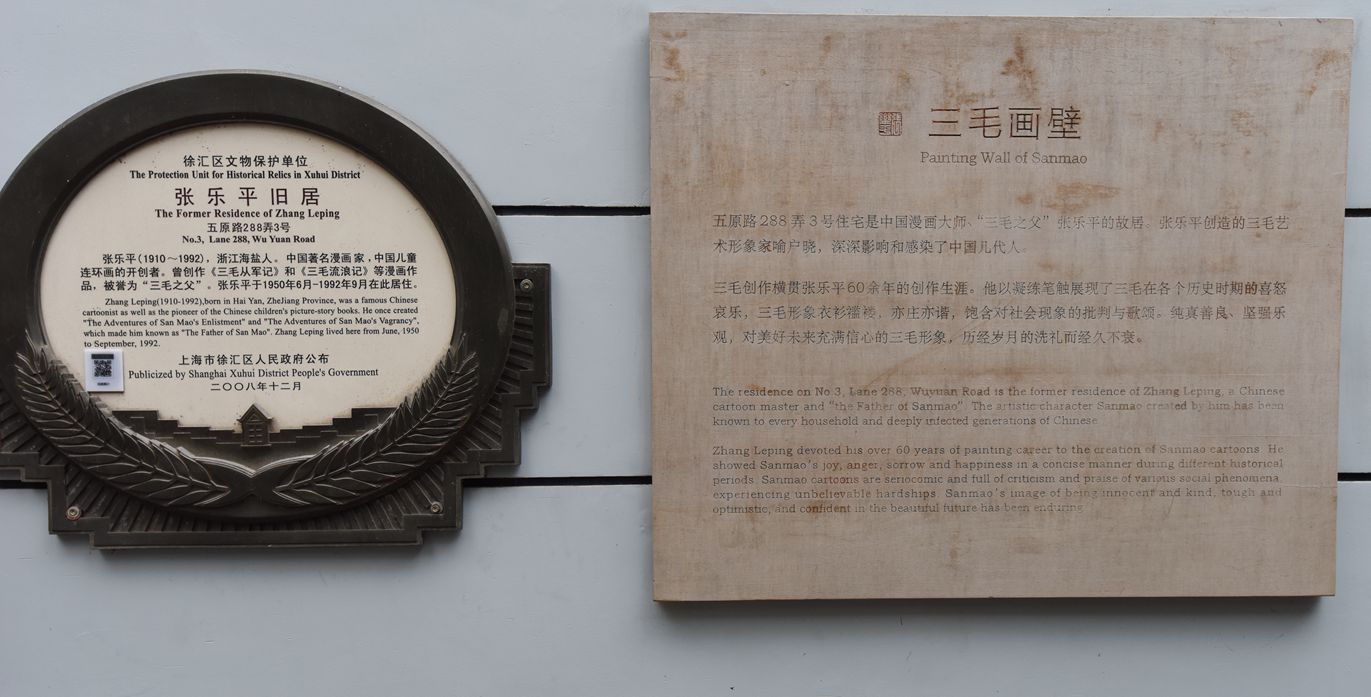 徐汇区文物保护单位
The Protection Unit for Historical Relics in Xuhui District
张乐平旧居
The Former Residence of Zhang Leping
五原路288弄3号
No.3, Lane 288, Wu Yuan Road
张乐平(1910～1992)，浙江海盐人。中国著名漫画家，中国儿童
连环画的开创者。曾创作《三毛从军记》和《三毛流浪记》等漫画作
品，被誉为“三毛之父”。张乐平于1950年6月-1992年9月在此居住。
Zhang Leping(1910-1992),born in Hai Yan, ZheJiang Province, was a famous Chinese
cartoonist as well as the pioneer of the Chinese children's picture-story books. He once created
"The Adventures of San Mao's Enlistment" and "The Adventures of San Mao's Vagrancy",
which made him known as "The Father of San Mao". Zhang Leping lived here from June, 1950
to September, 1992.
上海市徐汇区人民政府公布
Publicized by Shanghai Xuhui District People's Government
二〇〇八年十二月
三毛画壁
Painting Wall of Sanmao
五原路288弄3号住宅是中国漫画大师、“三毛之父”张乐平的故居。张乐平创造的三毛艺
术形象家喻户晓，深深影响和感染了中国几代人。
三毛创作横贯张乐平60余年的创作生涯。他以凝练笔触展现了三毛在各个历史时期的喜怒
哀乐，三毛形象衣衫褴褛，亦庄亦谐，饱含对社会现象的批判与歌颂。纯真善良、坚强乐
观，对美好未来充满信心的三毛形象，历经岁月的洗礼而经久不衰。
The residence on No 3, Lane 288, Wuyuan Road is the former residence of Zhang Leping, a Chinese
cartoon master and “the Father of Sanmao”. The artistic character Sanmao created by him has been
known to every household and deeply infected generations of Chinese
Zhang Leping devoted his over 60 years of painting career to the creation of Sanmao cartoons. He
showed Sanmao's joy, anger, sorrow and happiness in a concise manner during different historical
periods. Sanmao cartoons are seriocomic and full of criticism and praise of various social phenomena.
experiencing unbelievable hardships. Sanmao's image of being innocent and kind, tough and
optimistic, and confident in the beautiful future has been enduring